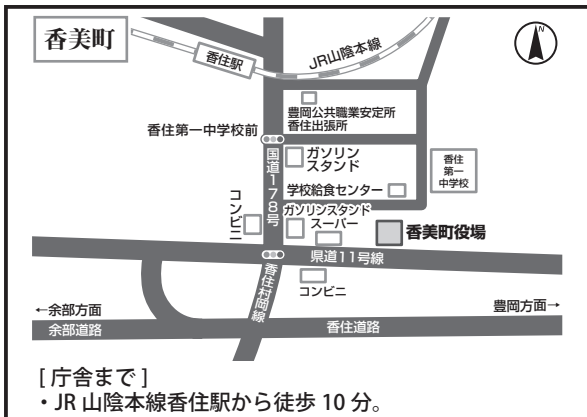 香美町
N
JR山陰本線
香住駅
豊岡公共職業安定所
香住出張所
香住第一中学校前
国道178号
ガソリン
スタンド
香住
第一
中学校
学校給食センター
コンビニ
ガソリンスタンド
スーパー
香美町役場
県道11号線
コンビニ
香住村岡線
←余部方面
豊岡方面→
余部道路
香住道路
[庁舎まで]
・JR山陰本線香住駅から徒歩10分。